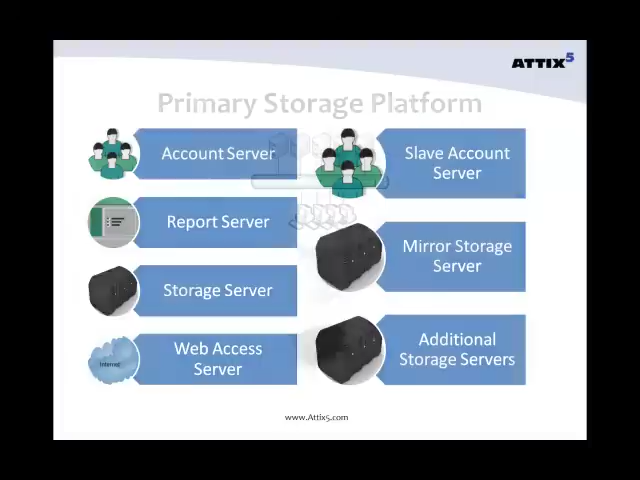 ATTIX5
Primary Storage Platform
Account Server
Report Server
Storage Server
Internet
Web Access
Server
Slave Account
Server
Mirror Storage
Server
Additional
Storage Servers
www.Attix5.com